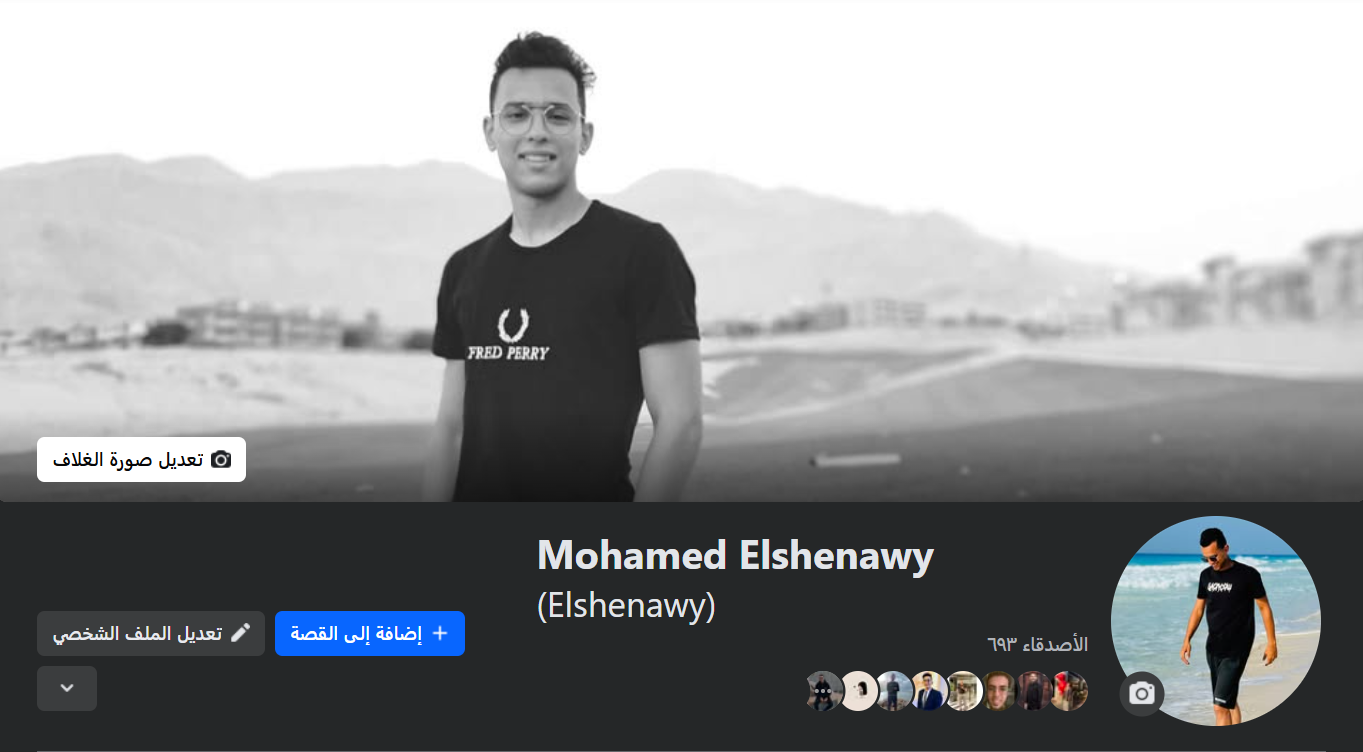 FRED PERRY
تعديل صورة الغلاف
Mohamed Elshenawy
(Elshenawy)
الأصدقاء ٦٩٣
إضافة إلى القصة
تعديل الملف الشخصي